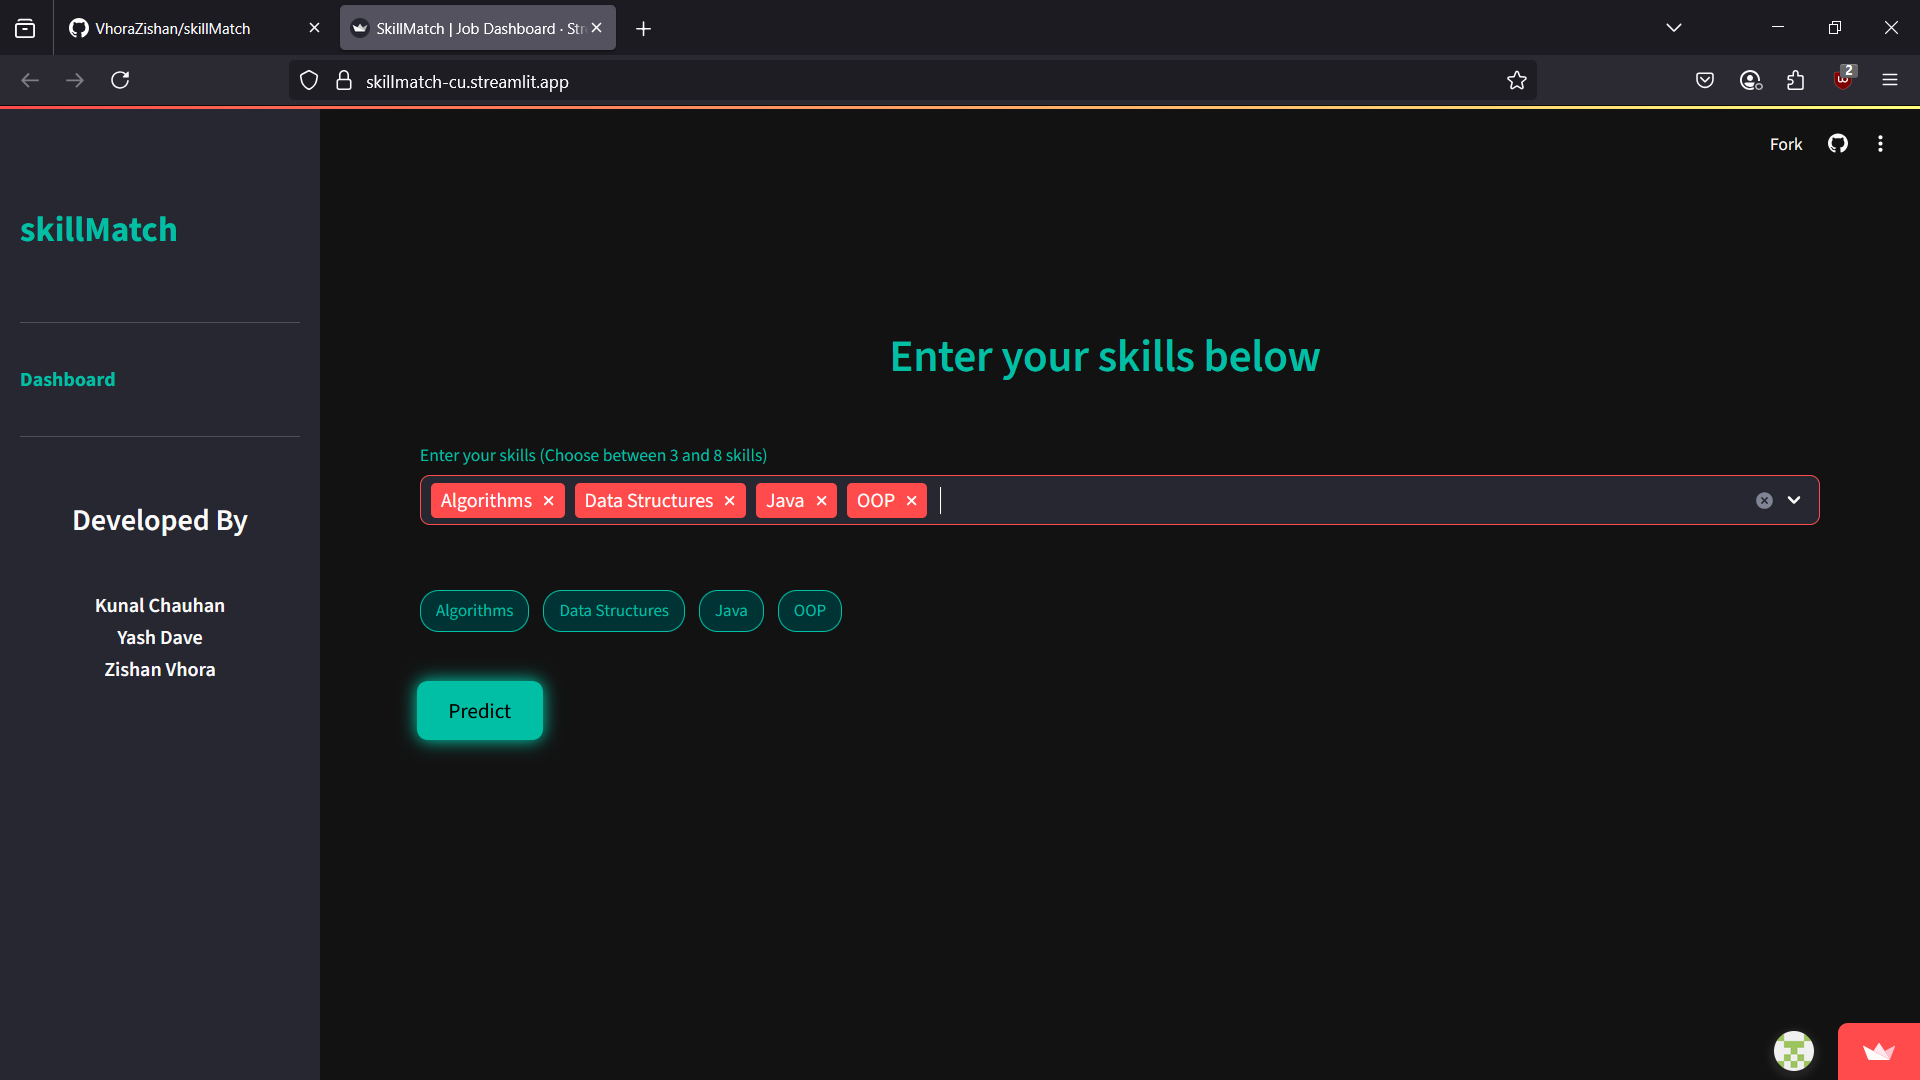 VhoraZishan/skillMatch
SkillMatch | Job Dashboard · Str
skillmatch-cu.streamlit.app
2
Fork
skillMatch
Dashboard
Developed By
Kunal Chauhan
Yash Dave
Zishan Vhora
Enter your skills below
Enter your skills (Choose between 3 and 8 skills)
Algorithms Data Structures Java OOP
Algorithms Data Structures Java OOP
Predict